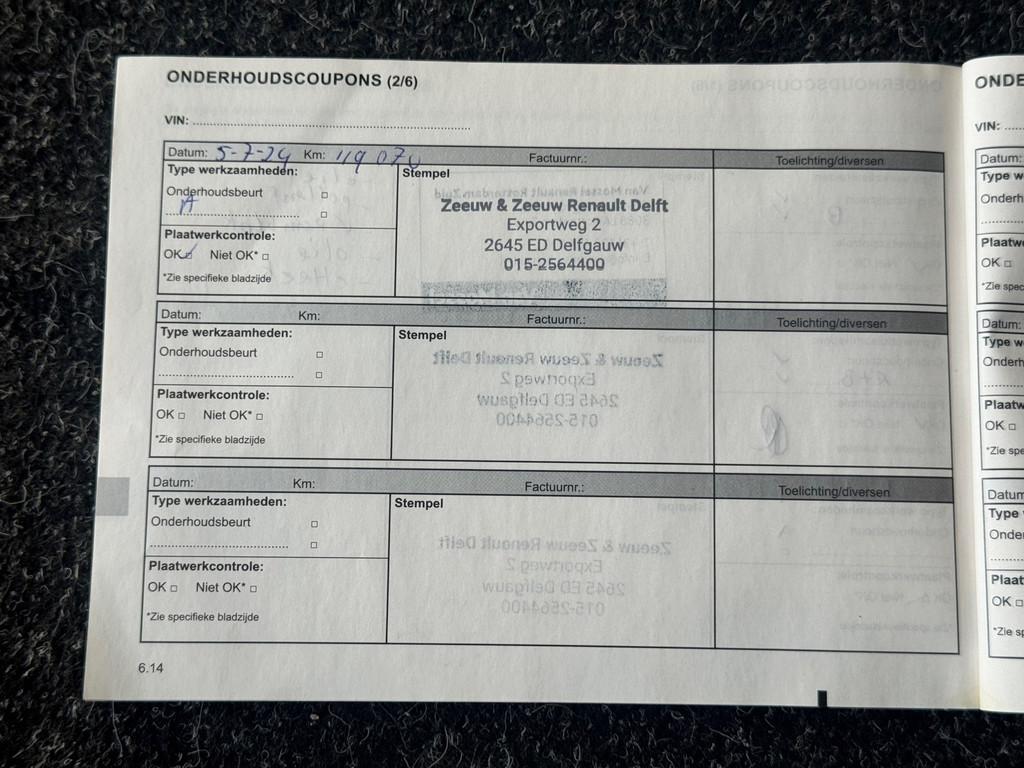 ONDERHOUDSCOUPONS (2/6)
VIN:
Datum: 5-7-24 Km: 119 070 Factuurnr.: Toelichting/diversen
Type werkzaamheden:
Onderhoudsbeurt
A
Plaatwerkcontrole:
OK Niet OK*
*Zie specifieke bladzijde
Stempel
Zeeuw & Zeeuw Renault Delft
Exportweg 2
2645 ED Delfgauw
015-2564400
Datum: Km: Factuurnr.: Toelichting/diversen
Type werkzaamheden:
Onderhoudsbeurt
Plaatwerkcontrole:
OK Niet OK*
*Zie specifieke bladzijde
Stempel
Datum: Km: Factuurnr.: Toelichting/diversen
Type werkzaamheden:
Onderhoudsbeurt
Plaatwerkcontrole:
OK Niet OK*
*Zie specifieke bladzijde
Stempel
6.14
ONDE
VIN:
Datum:
Type w
Onderh
Plaatw
OK
*Zie spec
Datum:
Type w
Onderh
Plaatw
OK
*Zie spe
Datum
Type
Onde
Plaat
OK
*Zie sp